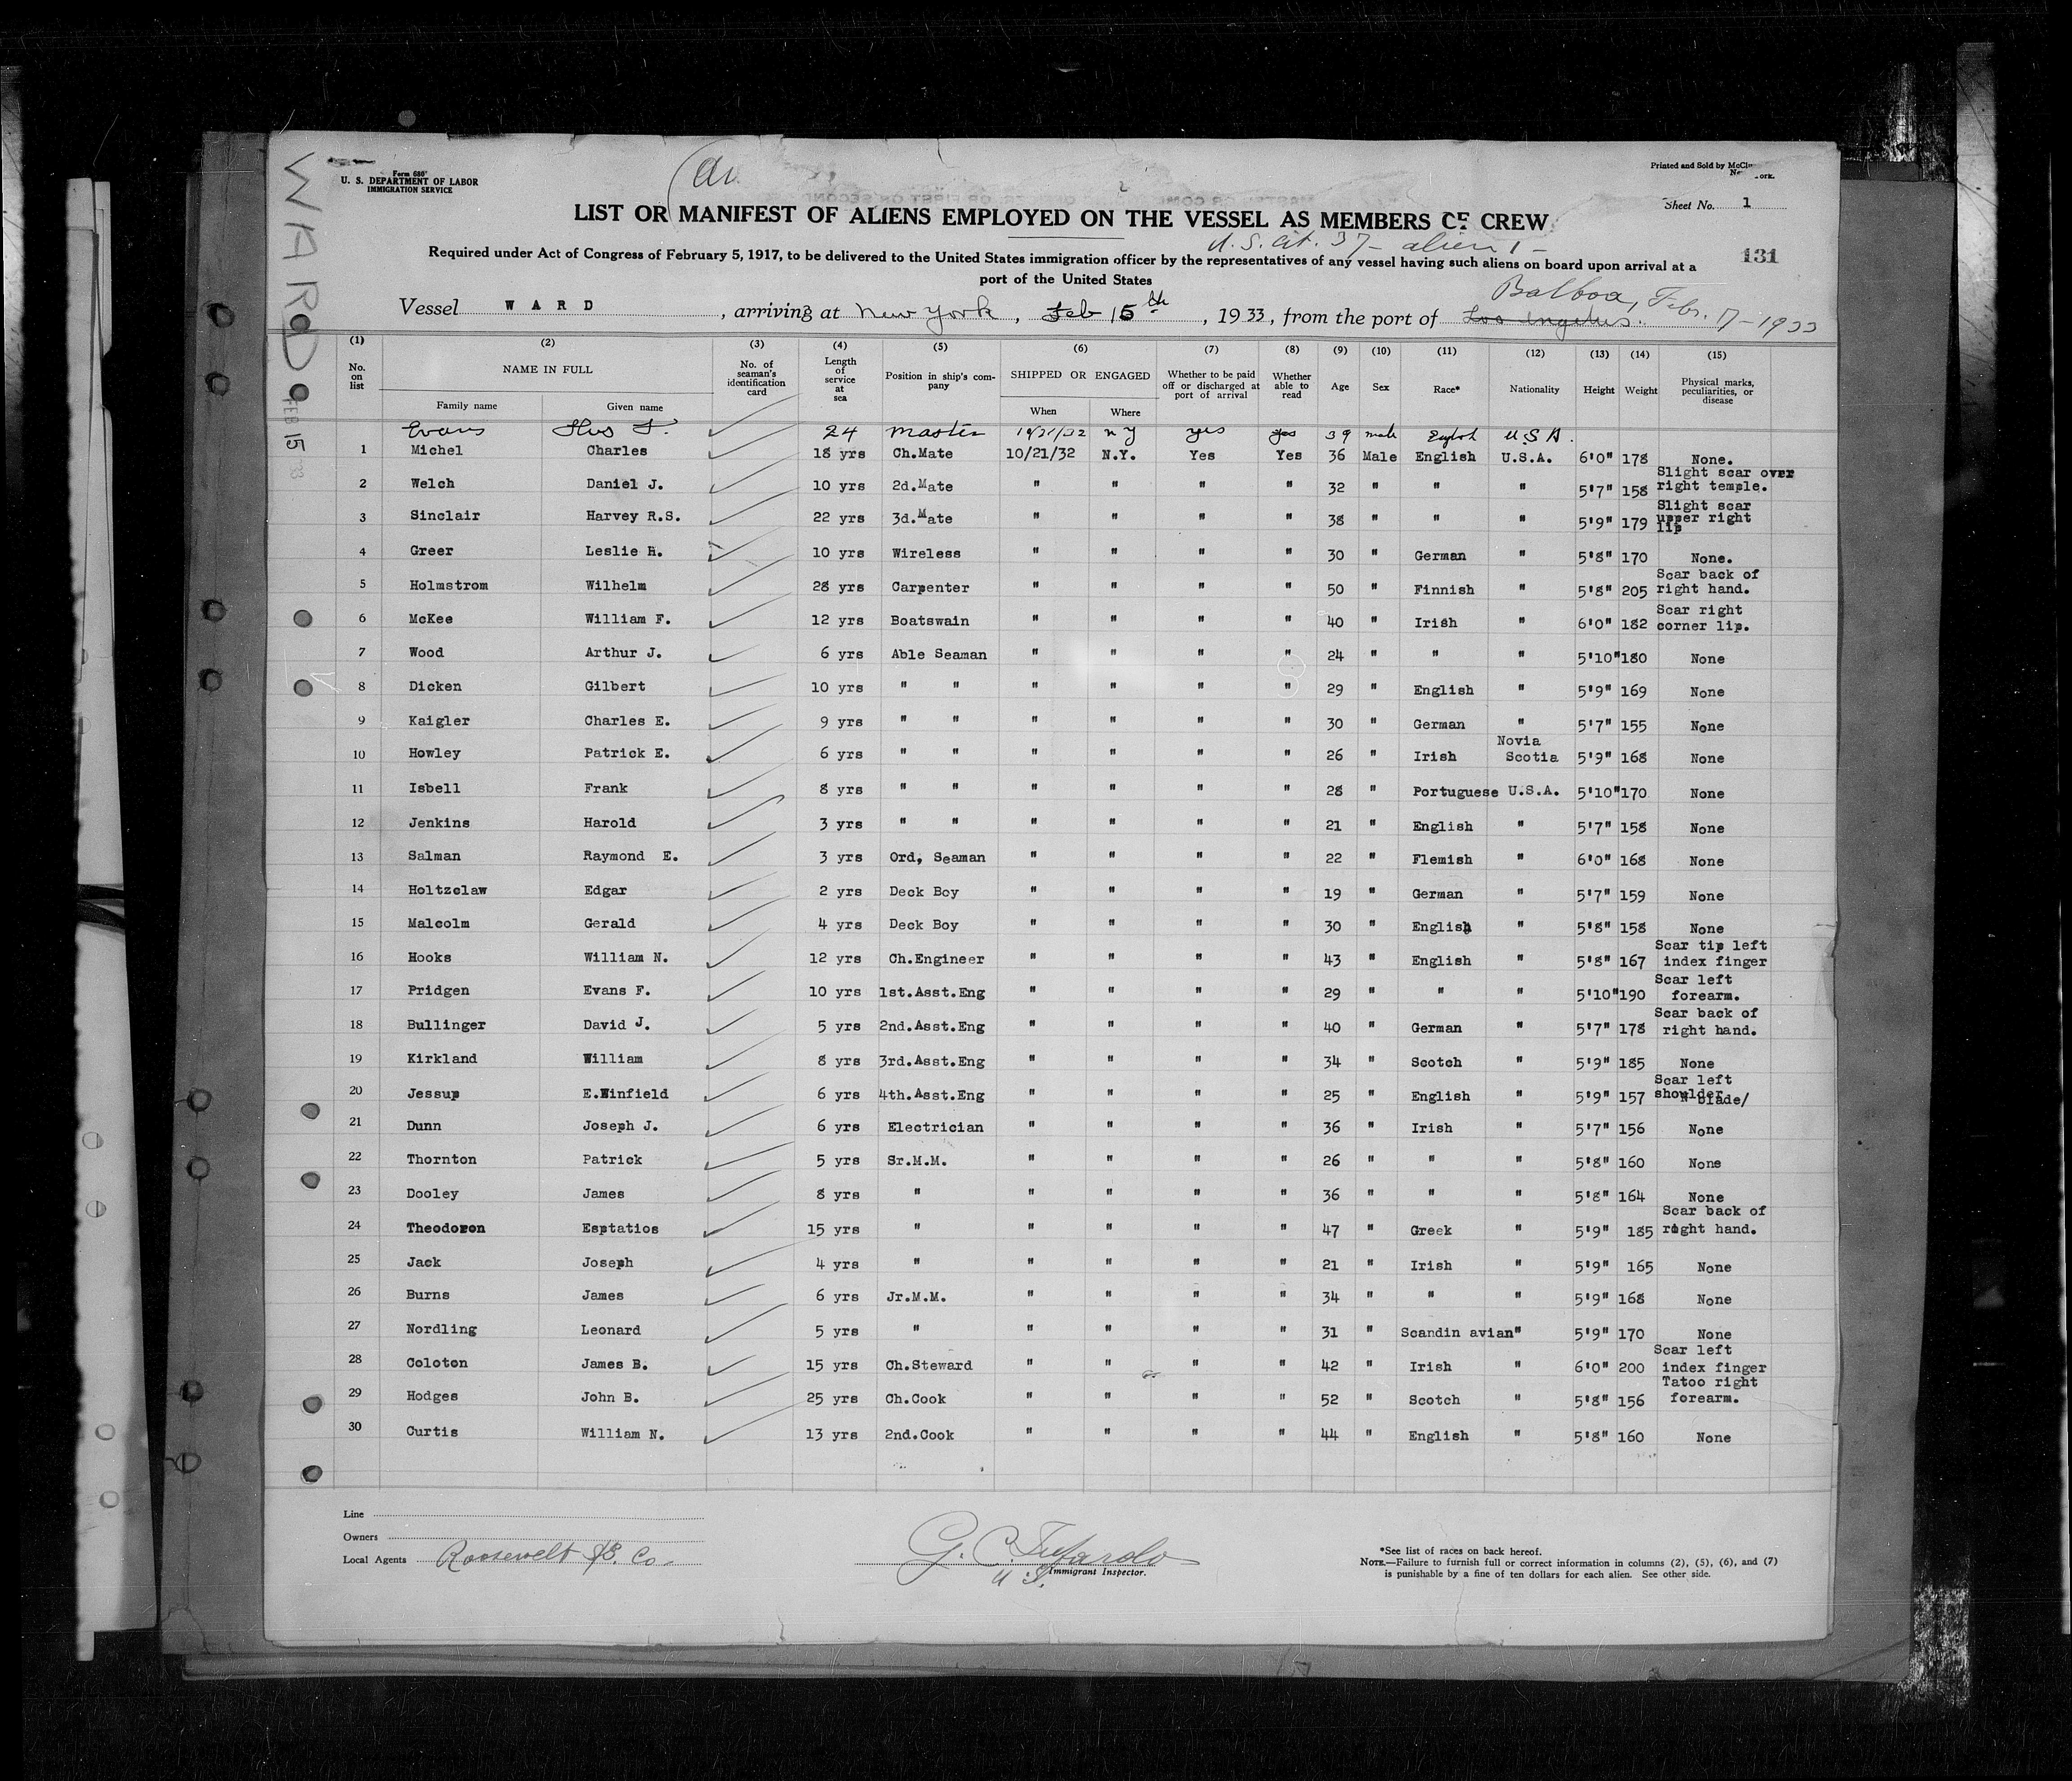 WARD
FEB 15
Form 680
U. S. DEPARTMENT OF LABOR
IMMIGRATION SERVICE
Printed and Sold by
Sheet No. 1
LIST OR MANIFEST OF ALIENS EMPLOYED ON THE VESSEL AS MEMBERS OF CREW
U.S. Cit. 37 - alien 1 -
Required under Act of Congress of February 5, 1917, to be delivered to the United States immigration officer by the representatives of any vessel having such aliens on board upon arrival at a
port of the United States
131
Balboa, Febr. 17-1933
Vessel WARD, arriving at New York, Feb 15th, 1933, from the port of Los Angeles.
(1) (2) (3) (4) (5) (6) (7) (8) (9) (10) (11) (12) (13) (14) (15)
No. on list NAME IN FULL Family name Given name No. of seaman's identification card Length of service at sea Position in ship's company SHIPPED OR ENGAGED When Where Whether to be paid off or discharged at port of arrival Whether able to read Age Sex Race* Nationality Height Weight Physical marks, peculiarities, or disease
Evans Thos F. 24 Master 10/21/32 NY yes yes 39 male English U.S.A.
1 Michel Charles 18 yrs Ch.Mate 10/21/32 N.Y. Yes Yes 36 Male English U.S.A. 6'0" 178 None.
2 Welch Daniel J. 10 yrs 2d.Mate " " " " 32 " " " 5'7" 158 Slight scar over right temple.
3 Sinclair Harvey R.S. 22 yrs 3d.Mate " " " " 38 " " " 5'9" 179 Slight scar upper right lip
4 Greer Leslie H. 10 yrs Wireless " " " " 30 " German " 5'8" 170 None.
5 Holmstrom Wilhelm 28 yrs Carpenter " " " " 50 " Finnish " 5'8" 205 Scar back of right hand.
6 McKee William F. 12 yrs Boatswain " " " " 40 " Irish " 6'0" 182 Scar right corner lip.
7 Wood Arthur J. 6 yrs Able Seaman " " " " 24 " " " 5'10" 180 None
8 Dicken Gilbert 10 yrs " " " " " " 29 " English " 5'9" 169 None
9 Kaigler Charles E. 9 yrs " " " " " " 30 " German " 5'7" 155 None
10 Howley Patrick E. 6 yrs " " " " " " 26 " Irish Novia Scotia 5'9" 168 None
11 Isbell Frank 8 yrs " " " " " " 28 " Portuguese U.S.A. 5'10" 170 None
12 Jenkins Harold 3 yrs " " " " " " 21 " English " 5'7" 158 None
13 Salman Raymond E. 3 yrs Ord, Seaman " " " " 22 " Flemish " 6'0" 168 None
14 Holtzclaw Edgar 2 yrs Deck Boy " " " " 19 " German " 5'7" 159 None
15 Malcolm Gerald 4 yrs Deck Boy " " " " 30 " English " 5'8" 158 None
16 Hooks William N. 12 yrs Ch.Engineer " " " " 43 " English " 5'8" 167 Scar tip left index finger
17 Pridgen Evans F. 10 yrs 1st.Asst.Eng " " " " 29 " " " 5'10" 190 Scar left forearm.
18 Bullinger David J. 5 yrs 2nd.Asst.Eng " " " " 40 " German " 5'7" 178 Scar back of right hand.
19 Kirkland William 8 yrs 3rd.Asst.Eng " " " " 34 " Scotch " 5'9" 185 None
20 Jessup E.Winfield 6 yrs 4th.Asst.Eng " " " " 25 " English " 5'9" 157 Scar left shoulder " blade/
21 Dunn Joseph J. 6 yrs Electrician " " " " 36 " Irish " 5'7" 156 None
22 Thornton Patrick 5 yrs Sr.M.M. " " " " 26 " " " 5'8" 160 None
23 Dooley James 8 yrs " " " " " 36 " " " 5'8" 164 None
24 Theodoron Esptatios 15 yrs " " " " " 47 " Greek " 5'9" 185 Scar back of right hand.
25 Jack Joseph 4 yrs " " " " " 21 " Irish " 5'9" 165 None
26 Burns James 6 yrs Jr.M.M. " " " " 34 " " " 5'9" 168 None
27 Nordling Leonard 5 yrs " " " " " 31 " Scandin avian " 5'9" 170 None
28 Coloton James B. 15 yrs Ch.Steward " " " " 42 " Irish " 6'0" 200 Scar left index finger
29 Hodges John B. 25 yrs Ch.Cook " " " " 52 " Scotch " 5'8" 156 Tatoo right forearm.
30 Curtis William N. 13 yrs 2nd.Cook " " " " 44 " English " 5'8" 160 None
Line
Owners
Local Agents Roosevelt SS. Co.
G. C. Tufarolo
U.S. Immigrant Inspector.
*See list of races on back hereof.
NOTE.—Failure to furnish full or correct information in columns (2), (5), (6), and (7)
is punishable by a fine of ten dollars for each alien. See other side.